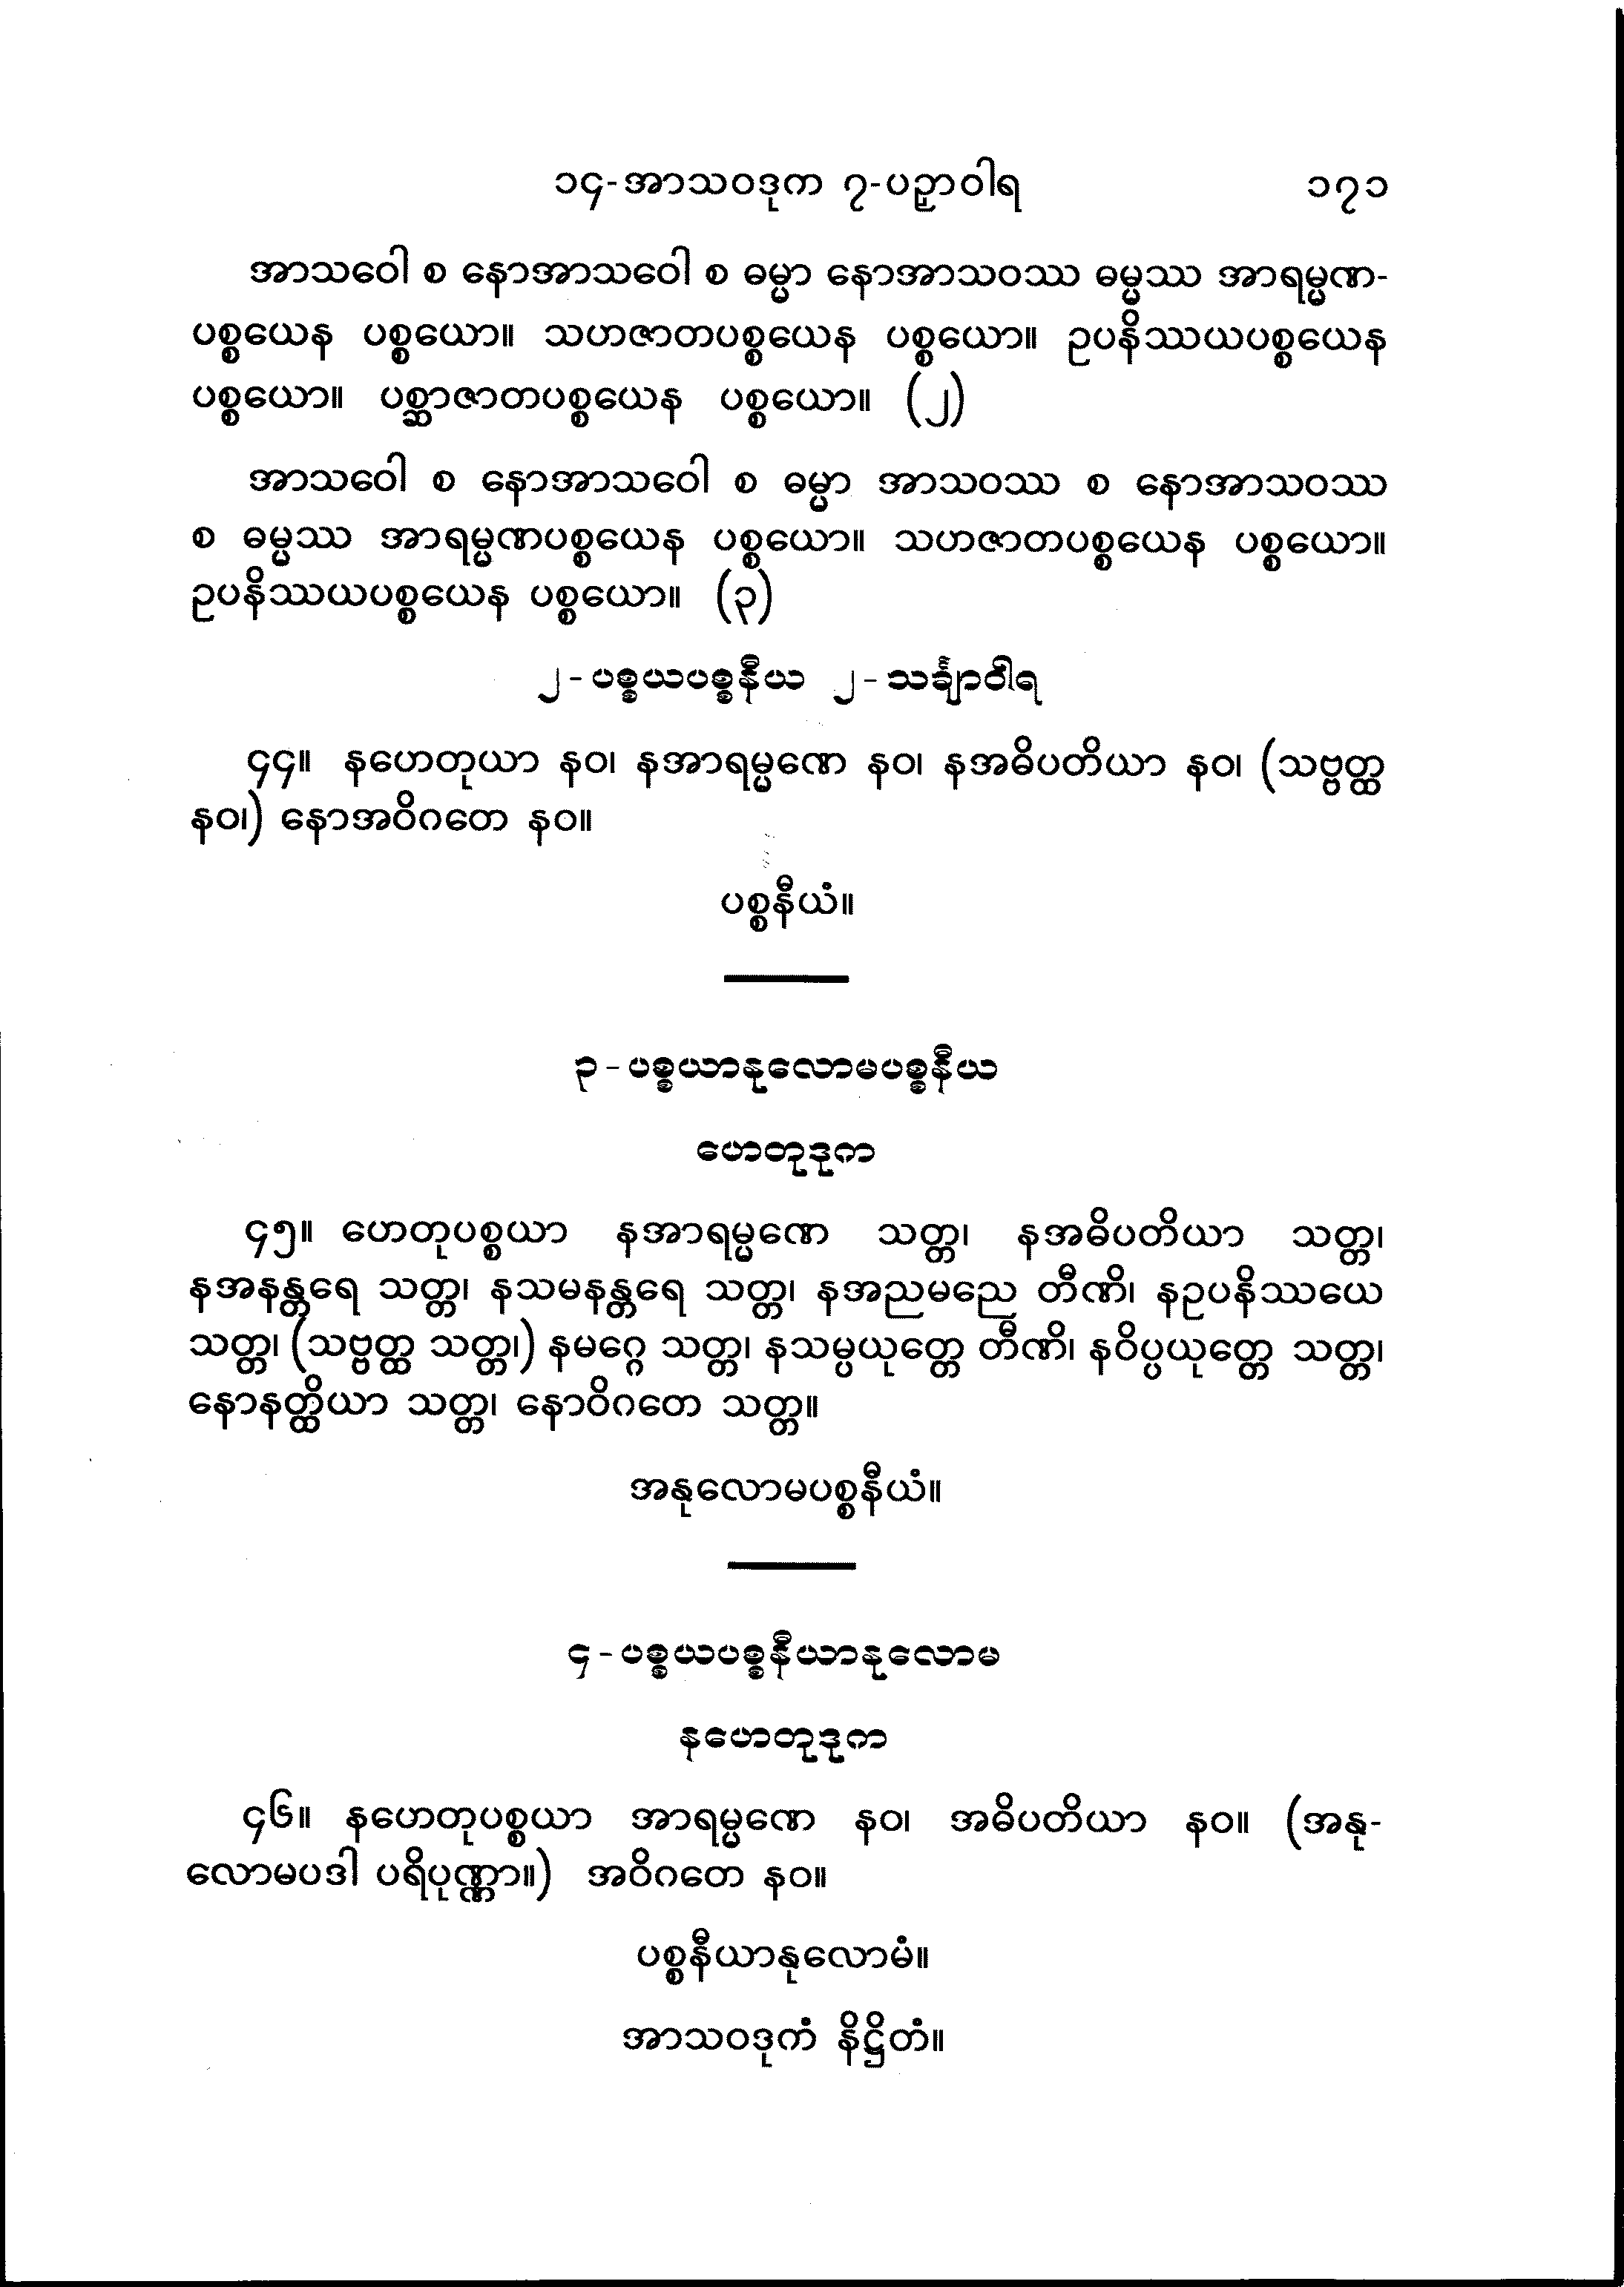 ၁၄-အာသဝဒုက ၇-ပဉှာဝါရ ၁၇၁
အာသဝေါ စ နောအာသဝေါ စ ဓမ္မာ နောအာသဝဿ ဓမ္မဿ အာရမ္မဏ-
ပစ္စယေန ပစ္စယော။ သဟဇာတပစ္စယေန ပစ္စယော။ ဥပနိဿယပစ္စယေန
ပစ္စယော။ ပစ္ဆာဇာတပစ္စယေန ပစ္စယော။ (၂)
အာသဝေါ စ နောအာသဝေါ စ ဓမ္မာ အာသဝဿ စ နောအာသဝဿ
စ ဓမ္မဿ အာရမ္မဏပစ္စယေန ပစ္စယော။ သဟဇာတပစ္စယေန ပစ္စယော။
ဥပနိဿယပစ္စယေန ပစ္စယော။ (၃)
၂-ပစ္စယပစ္စနီယ ၂-သင်္ချာဝါရ
၄၄။ နဟေတုယာ နဝ၊ နအာရမ္မဏေ နဝ၊ နအဓိပတိယာ နဝ၊ (သဗ္ဗတ္ထ
နဝ၊) နောအဝိဂတေ နဝ။
ပစ္စနီယံ။
၃-ပစ္စယာနုလောမပစ္စနီယ
ဟေတုဒုက
၄၅။ ဟေတုပစ္စယာ နအာရမ္မဏေ သတ္တ၊ နအဓိပတိယာ သတ္တ၊
နအနန္တရေ သတ္တ၊ နသမနန္တရေ သတ္တ၊ နအညမညေ တီဏိ၊ နဥပနိဿယေ
သတ္တ၊ (သဗ္ဗတ္ထ သတ္တ၊) နမဂ္ဂေ သတ္တ၊ နသမ္ပယုတ္တေ တီဏိ၊ နဝိပ္ပယုတ္တေ သတ္တ၊
နောနတ္ထိယာ သတ္တ၊ နောဝိဂတေ သတ္တ။
အနုလောမပစ္စနီယံ။
၄-ပစ္စယပစ္စနီယာနုလောမ
နဟေတုဒုက
၄၆။ နဟေတုပစ္စယာ အာရမ္မဏေ နဝ၊ အဓိပတိယာ နဝ။ (အနု-
လောမပဒါ ပရိပုဏ္ဏာ။) အဝိဂတေ နဝ။
ပစ္စနီယာနုလောမံ။
အာသဝဒုကံ နိဋ္ဌိတံ။